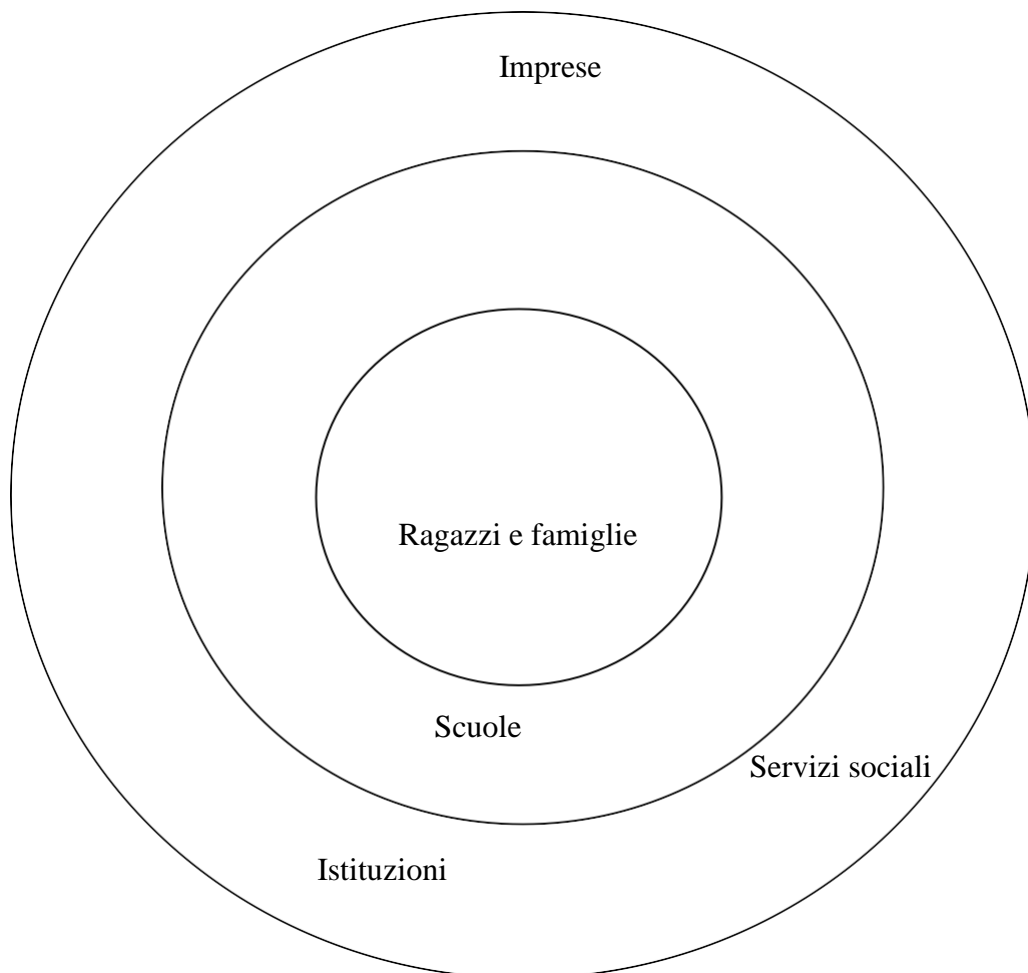 Imprese
Ragazzi e famiglie
Scuole
Servizi sociali
Istituzioni